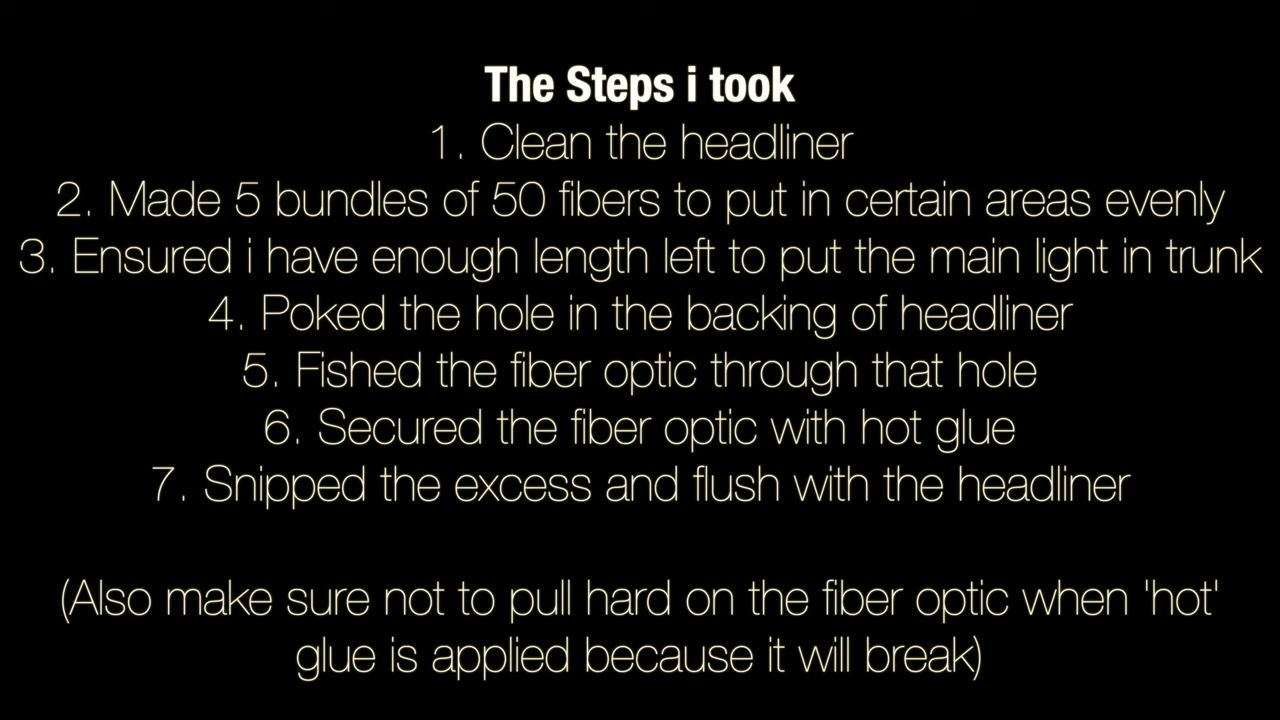 The Steps i took
1. Clean the headliner
2. Made 5 bundles of 50 fibers to put in certain areas evenly
3. Ensured i have enough length left to put the main light in trunk
4. Poked the hole in the backing of headliner
5. Fished the fiber optic through that hole
6. Secured the fiber optic with hot glue
7. Snipped the excess and flush with the headliner
(Also make sure not to pull hard on the fiber optic when 'hot'
glue is applied because it will break)